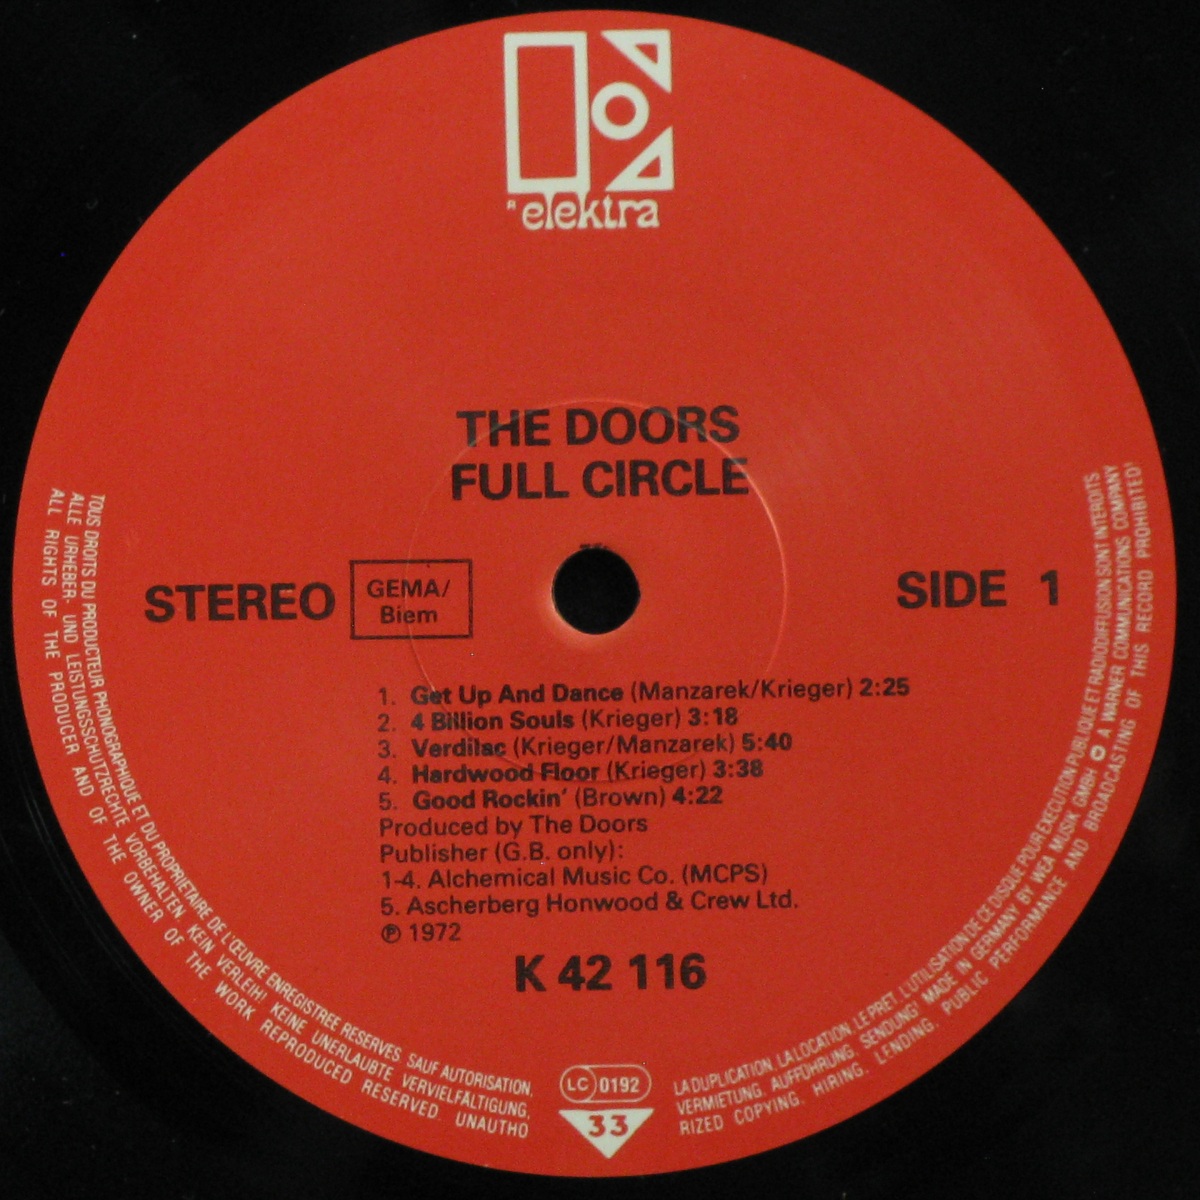 R elektra
THE DOORS
FULL CIRCLE
STEREO
GEMA/
Biem
SIDE 1
1. Get Up And Dance (Manzarek/Krieger) 2:25
2. 4 Billion Souls (Krieger) 3:18
3. Verdilac (Krieger/Manzarek) 5:40
4. Hardwood Floor (Krieger) 3:38
5. Good Rockin' (Brown) 4:22
Produced by The Doors
Publisher (G.B. only):
1-4. Alchemical Music Co. (MCPS)
5. Ascherberg Honwood & Crew Ltd.
℗ 1972
K 42 116
LC 0192
33
TOUS DROITS DU PRODUCTEUR PHONOGRAPHIQUE ET DU PROPRIETAIRE DE L'ŒUVRE ENREGISTREE RESERVES. SAUF AUTORISATION, LA DUPLICATION, LA LOCATION, LE PRET, L'UTILISATION DE CE DISQUE POUR EXECUTION PUBLIQUE ET RADIODIFFUSION SONT INTERDITS
ALLE URHEBER- UND LEISTUNGSSCHUTZRECHTE VORBEHALTEN KEIN VERLEIH! KEINE UNERLAUBTE VERVIELFÄLTIGUNG, VERMIETUNG, AUFFÜHRUNG, SENDUNG! MADE IN GERMANY BY WEA MUSIK GMBH A WARNER COMMUNICATIONS COMPANY
ALL RIGHTS OF THE PRODUCER AND OF THE OWNER OF THE WORK REPRODUCED RESERVED. UNAUTHORIZED COPYING, HIRING, LENDING, PUBLIC PERFORMANCE AND BROADCASTING OF THIS RECORD PROHIBITED!